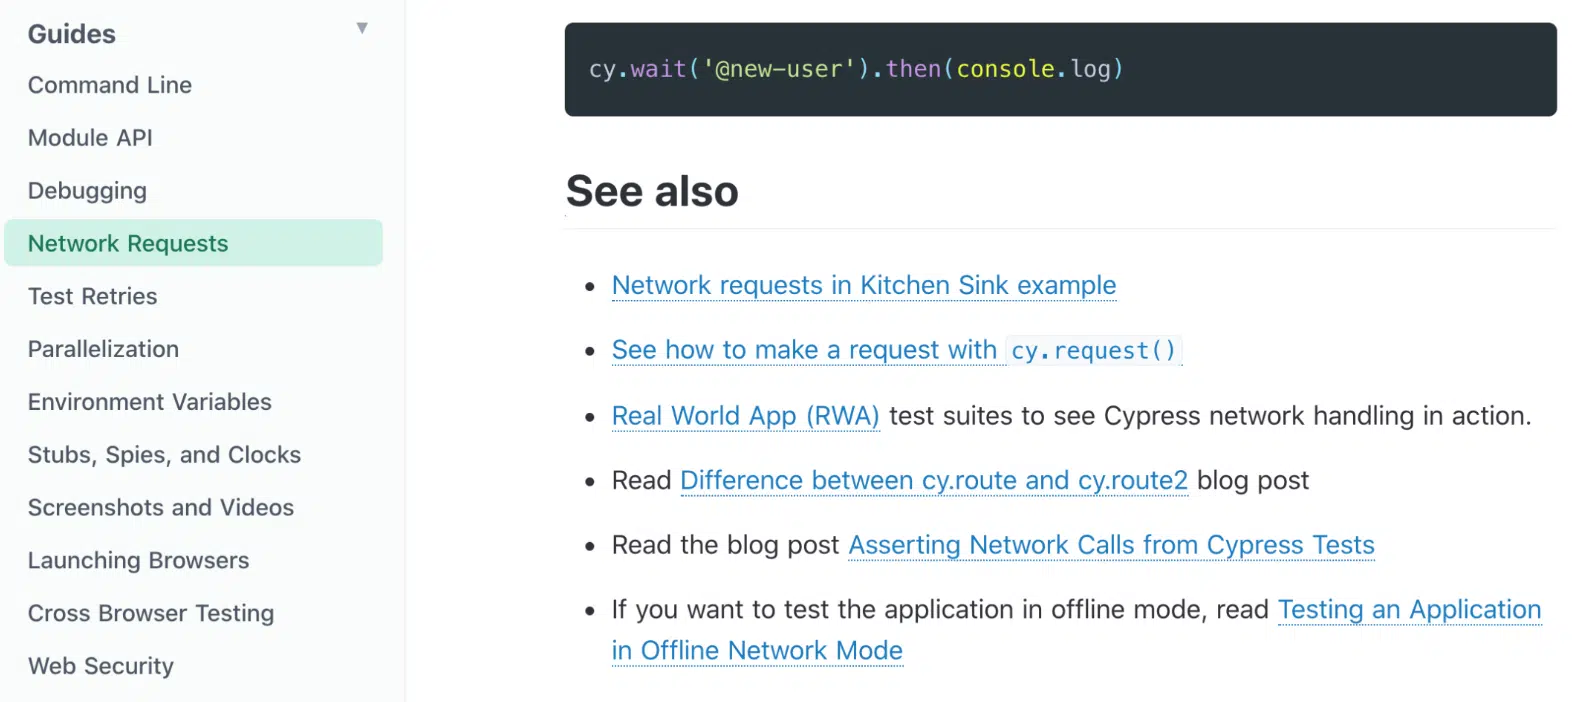 Guides
Command Line
Module API
Debugging
Network Requests
Test Retries
Parallelization
Environment Variables
Stubs, Spies, and Clocks
Screenshots and Videos
Launching Browsers
Cross Browser Testing
Web Security
cy.wait('@new-user').then(console.log)
See also
Network requests in Kitchen Sink example
See how to make a request with cy.request()
Real World App (RWA) test suites to see Cypress network handling in action.
Read Difference between cy.route and cy.route2 blog post
Read the blog post Asserting Network Calls from Cypress Tests
If you want to test the application in offline mode, read Testing an Application
in Offline Network Mode